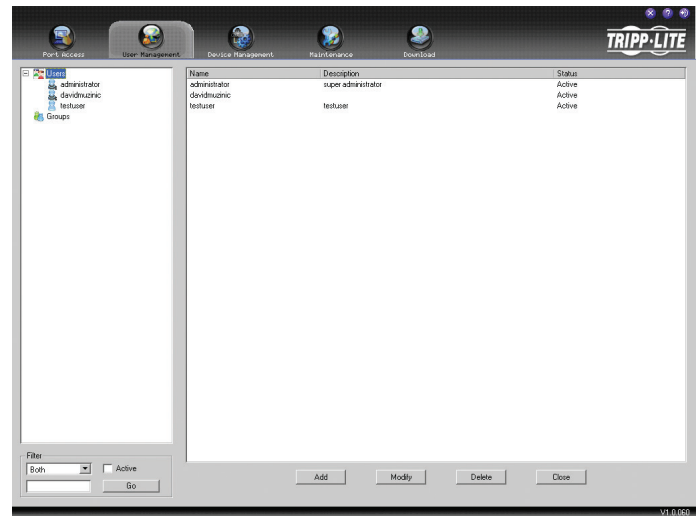 TRIPP·LITE
Port Access User Management Device Management Maintenance Download
Users
administrator
davidmuzinic
testuser
Groups
Name Description Status
administrator super administrator Active
davidmuzinic Active
testuser testuser Active
Filter
Both Active
Go
Add Modify Delete Close
V1.0.060